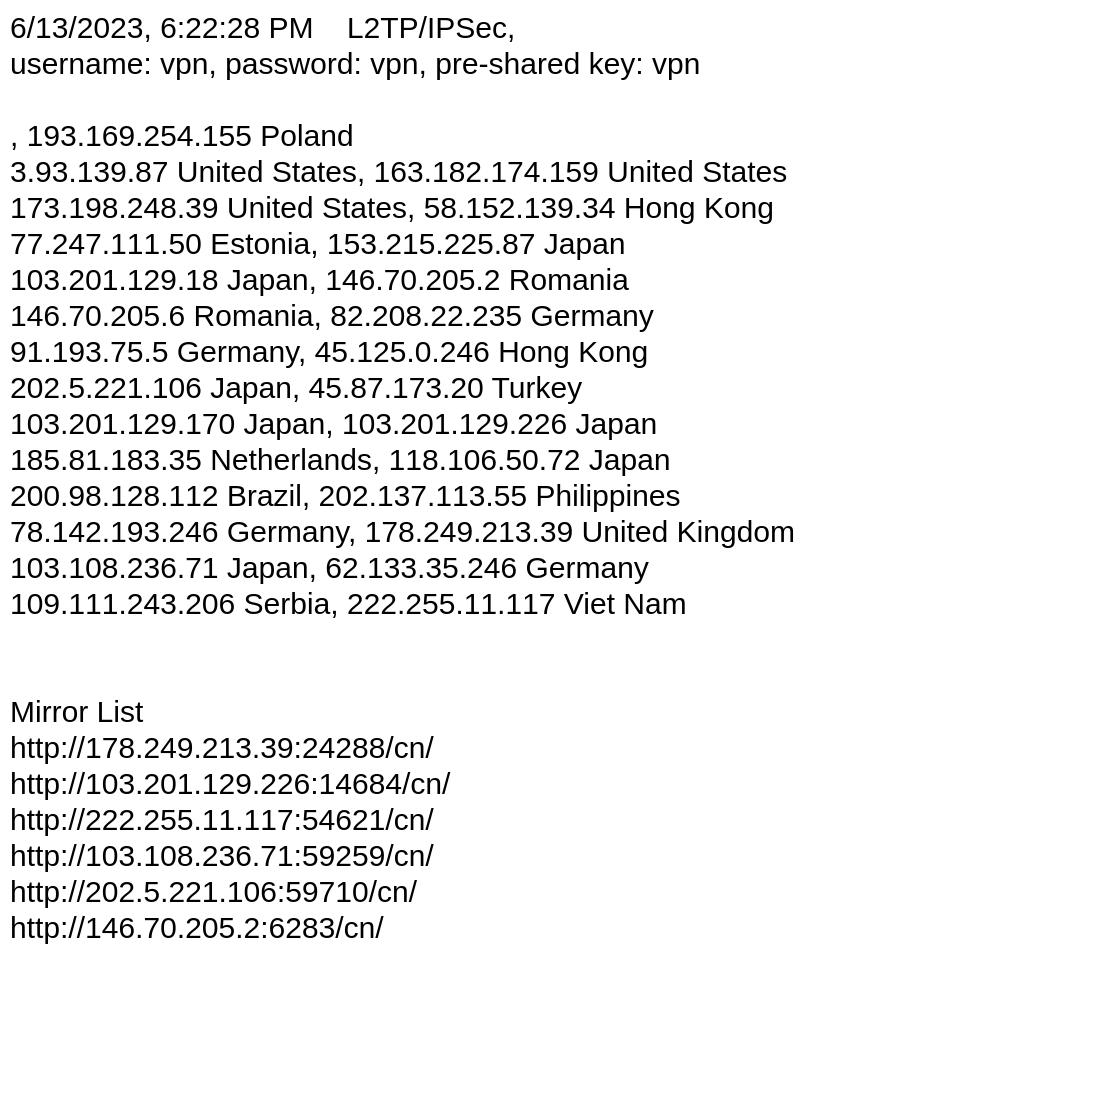 6/13/2023, 6:22:28 PM    L2TP/IPSec,
username: vpn, password: vpn, pre-shared key: vpn
, 193.169.254.155 Poland
3.93.139.87 United States, 163.182.174.159 United States
173.198.248.39 United States, 58.152.139.34 Hong Kong
77.247.111.50 Estonia, 153.215.225.87 Japan
103.201.129.18 Japan, 146.70.205.2 Romania
146.70.205.6 Romania, 82.208.22.235 Germany
91.193.75.5 Germany, 45.125.0.246 Hong Kong
202.5.221.106 Japan, 45.87.173.20 Turkey
103.201.129.170 Japan, 103.201.129.226 Japan
185.81.183.35 Netherlands, 118.106.50.72 Japan
200.98.128.112 Brazil, 202.137.113.55 Philippines
78.142.193.246 Germany, 178.249.213.39 United Kingdom
103.108.236.71 Japan, 62.133.35.246 Germany
109.111.243.206 Serbia, 222.255.11.117 Viet Nam
Mirror List
http://178.249.213.39:24288/cn/
http://103.201.129.226:14684/cn/
http://222.255.11.117:54621/cn/
http://103.108.236.71:59259/cn/
http://202.5.221.106:59710/cn/
http://146.70.205.2:6283/cn/